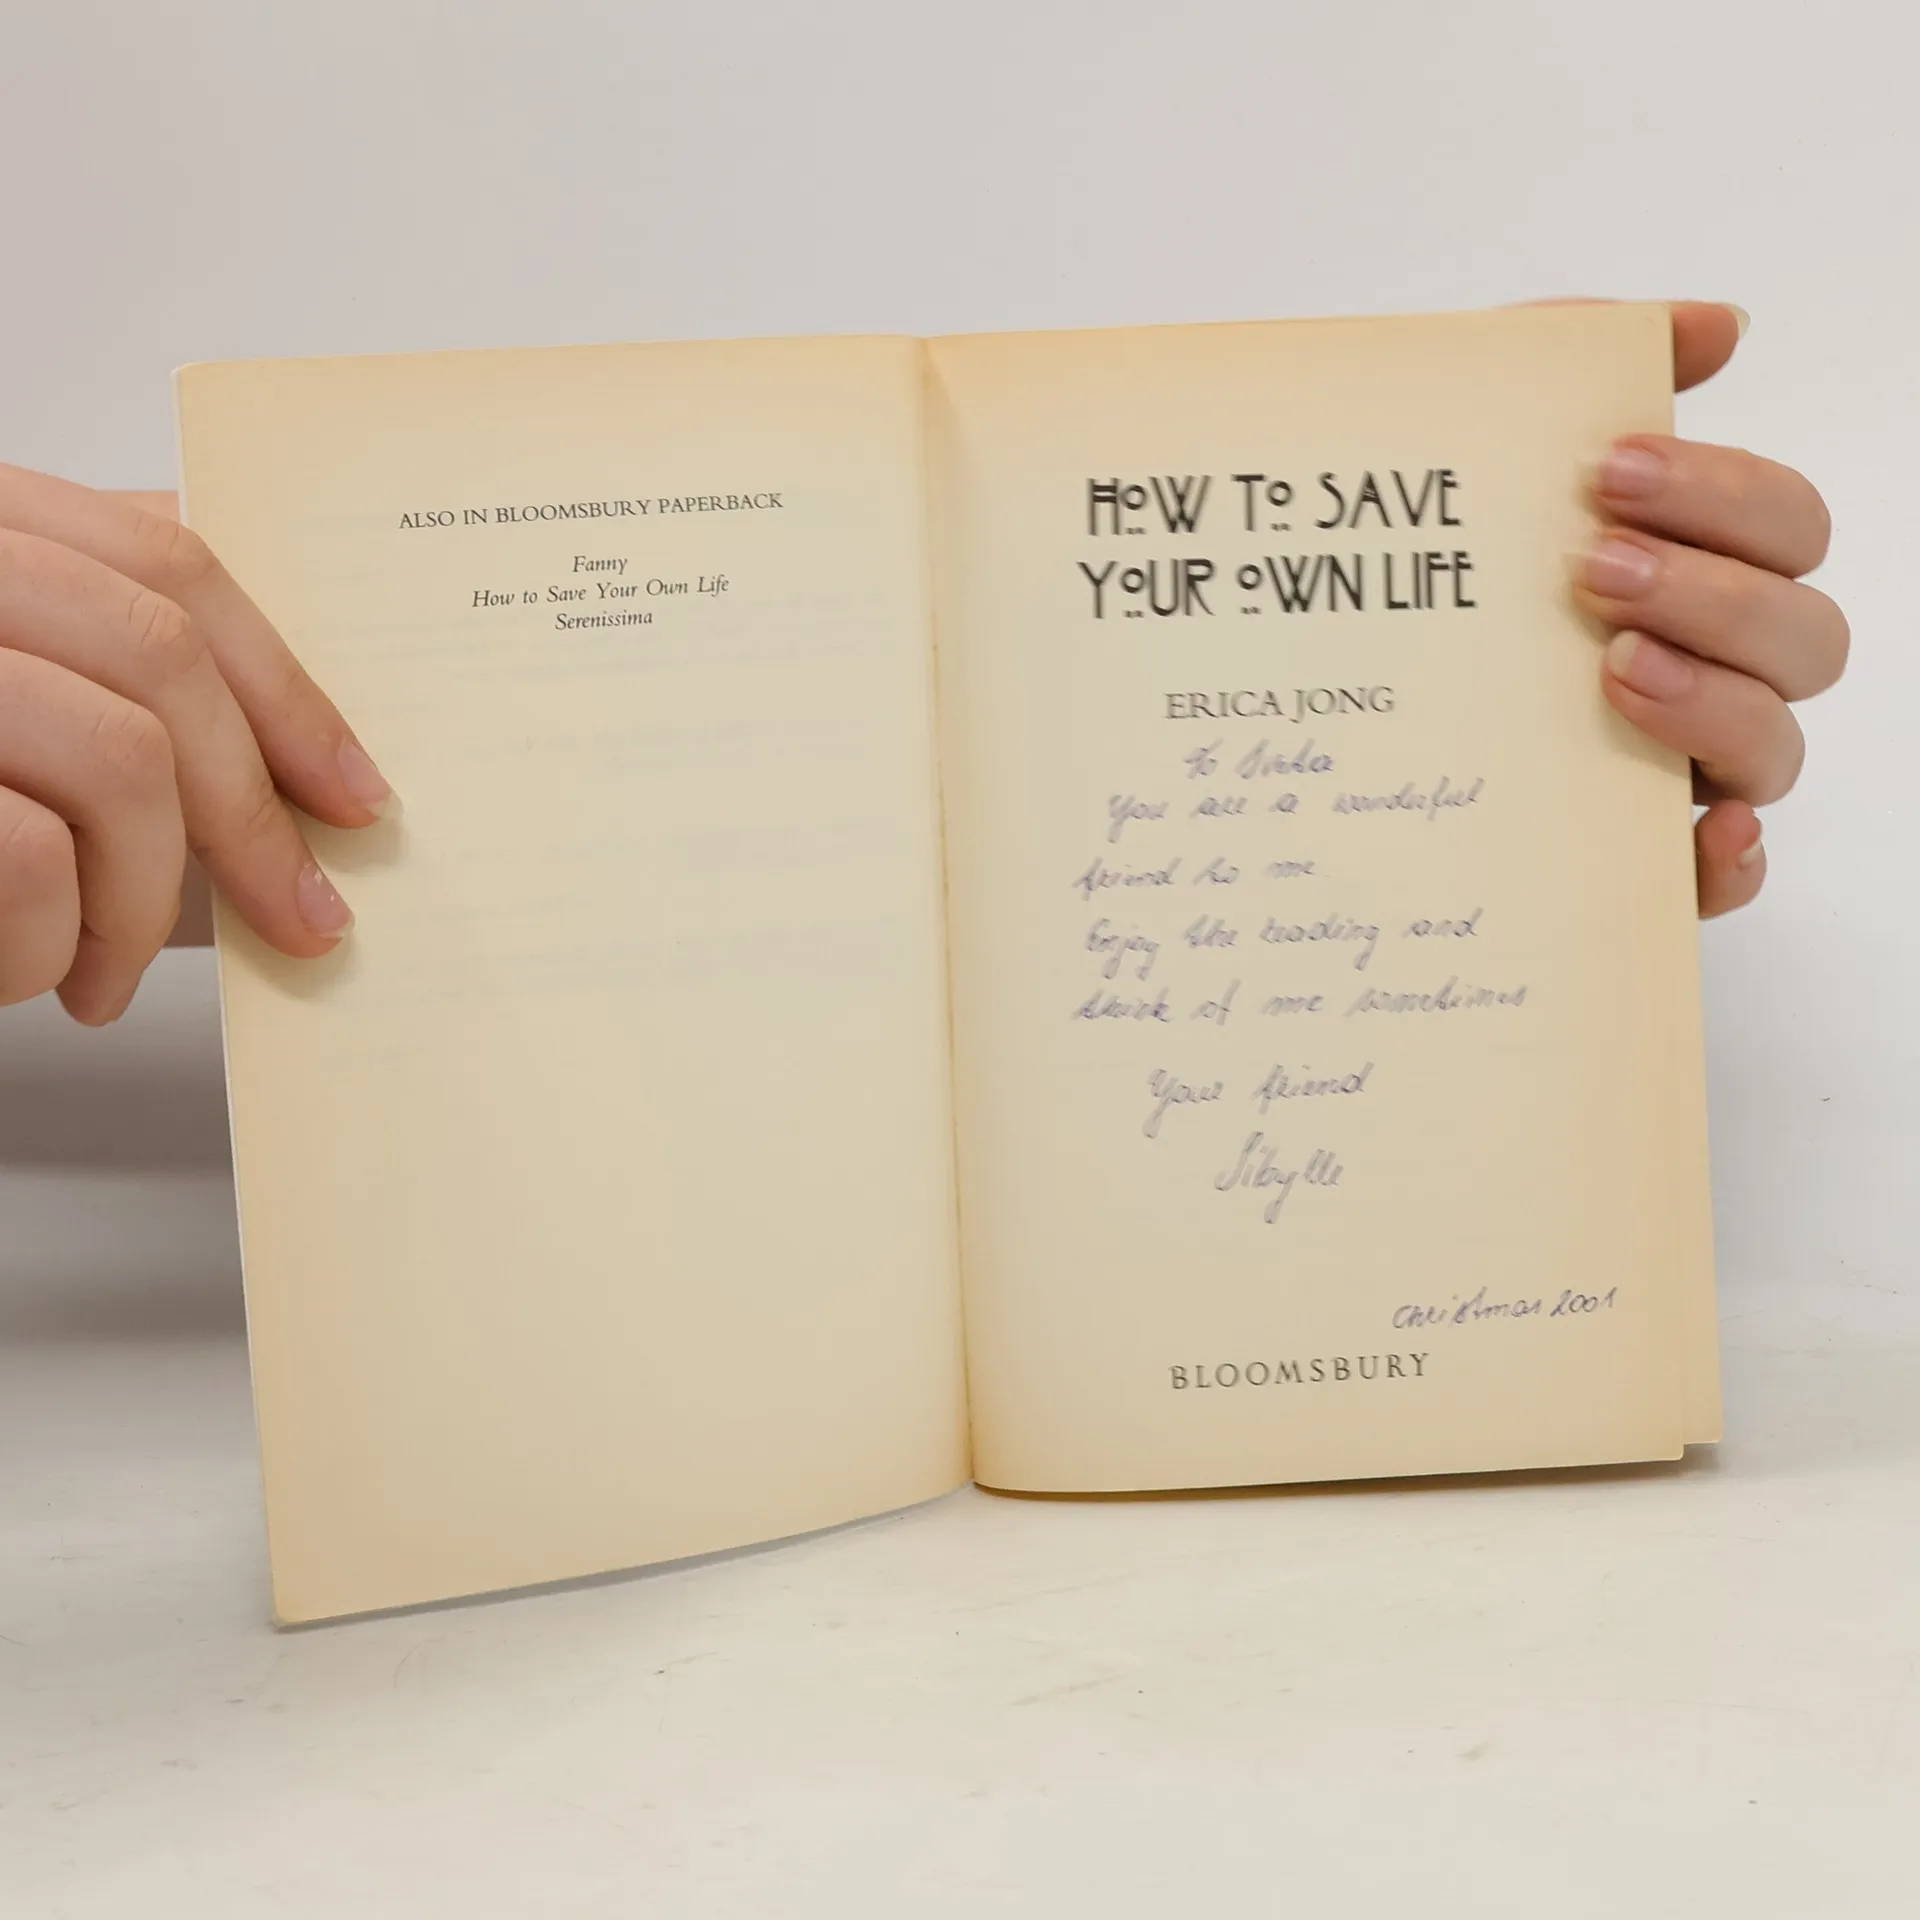 ALSO IN BLOOMSBURY PAPERBACK
Fanny
How to Save Your Own Life
Serenissima
HOW TO SAVE
YOUR OWN LIFE
ERICA JONG
To
You are a wonderful
friend to me.
Enjoy the reading and
think of me sometimes
Your friend
Sibylle
Christmas 2001
BLOOMSBURY